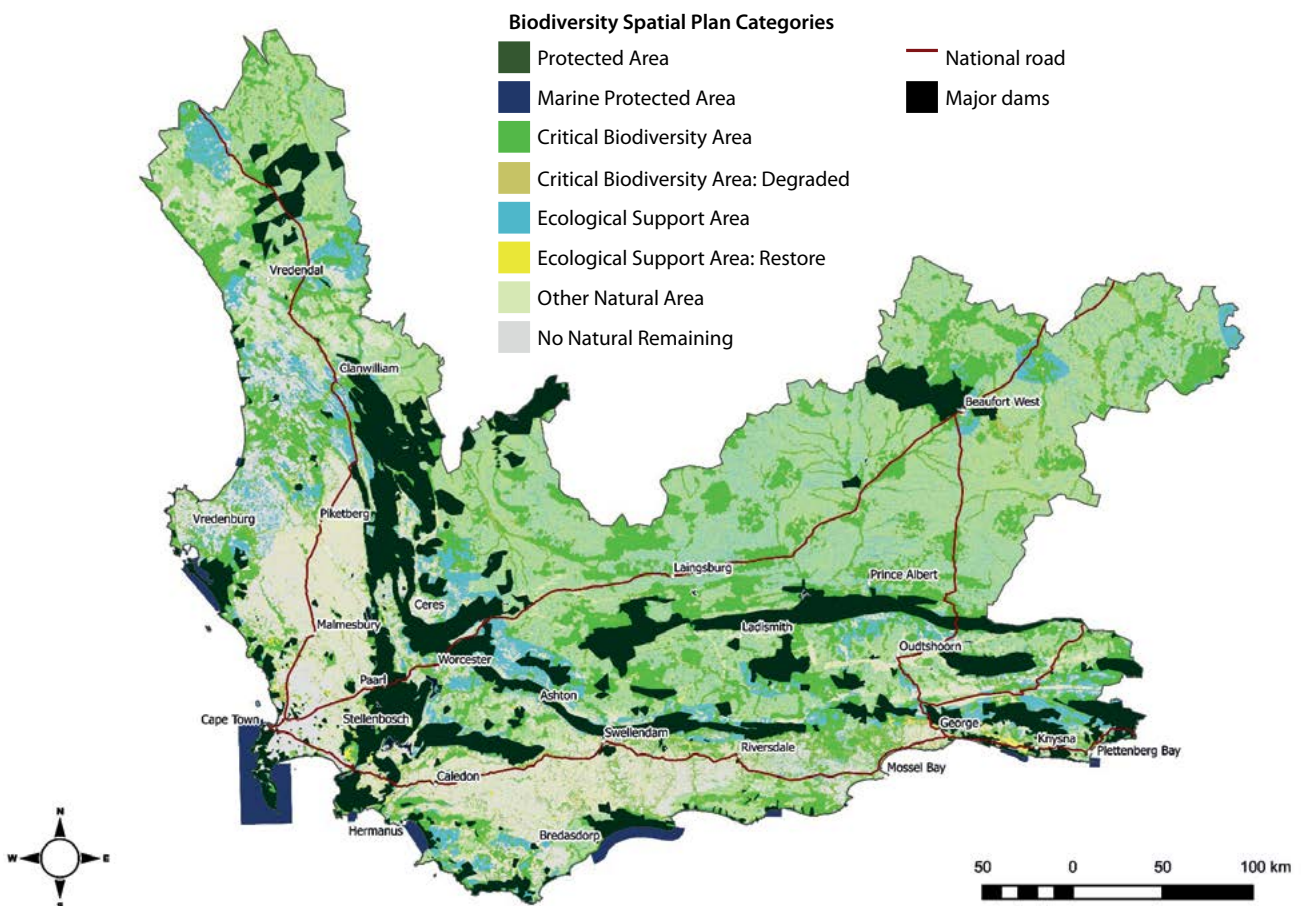 Biodiversity Spatial Plan Categories
Protected Area
Marine Protected Area
Critical Biodiversity Area
Critical Biodiversity Area: Degraded
Ecological Support Area
Ecological Support Area: Restore
Other Natural Area
No Natural Remaining
National road
Major dams
Vredendal
Clanwilliam
Beaufort West
Vredenburg
Piketberg
Laingsburg
Prince Albert
Ceres
Malmesbury
Ladismith
Oudtshoorn
Worcester
Paarl
Ashton
Cape Town
Stellenbosch
Swellendam
George
Knysna
Riversdale
Plettenberg Bay
Caledon
Mossel Bay
Hermanus
Bredasdorp
N
W E
S
50 0 50 100 km